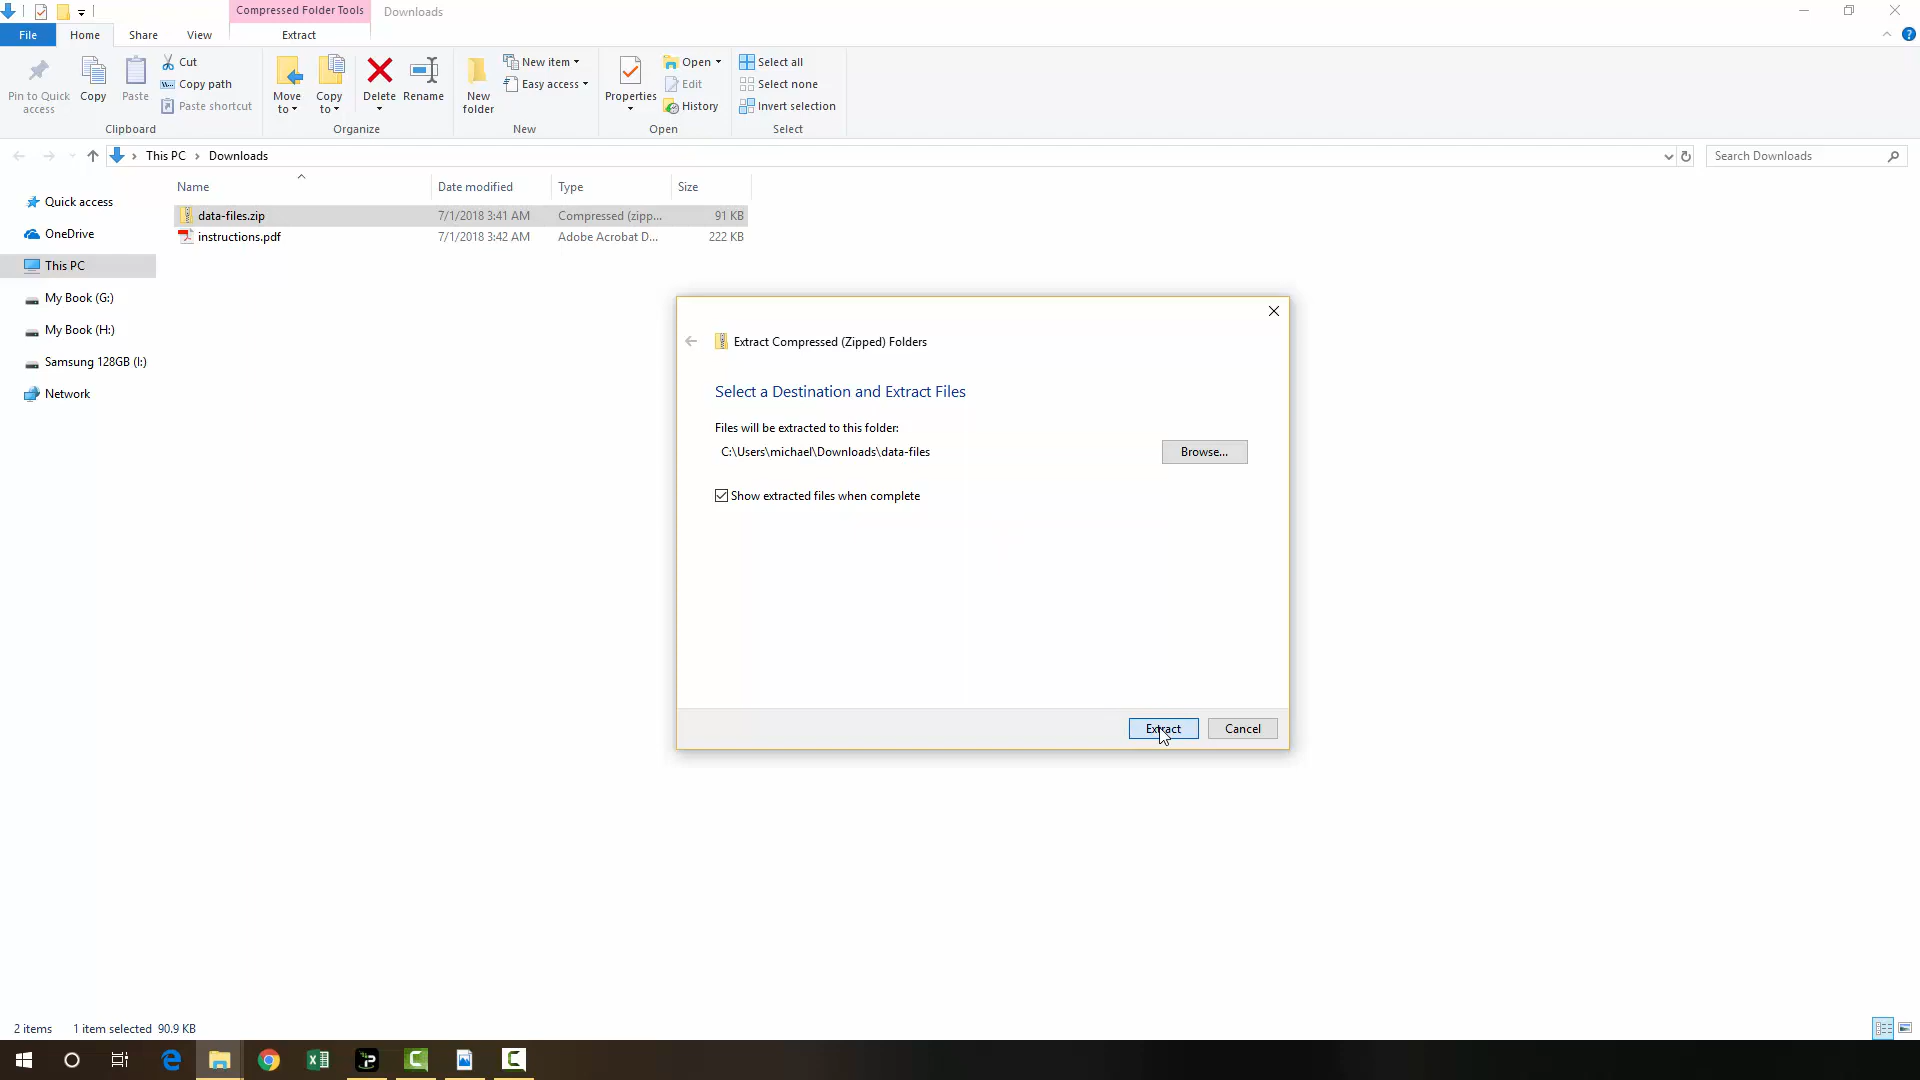 Compressed Folder Tools
Downloads
File
Home
Share
View
Extract
Pin to Quick access
Copy
Paste
Cut
Copy path
Paste shortcut
Clipboard
Move to
Copy to
Delete
Rename
Organize
New folder
New item
Easy access
New
Properties
Open
Edit
History
Open
Select all
Select none
Invert selection
Select
This PC
Downloads
Search Downloads
Name
Date modified
Type
Size
data-files.zip
7/1/2018 3:41 AM
Compressed (zipp...
91 KB
instructions.pdf
7/1/2018 3:42 AM
Adobe Acrobat D...
222 KB
Quick access
OneDrive
This PC
My Book (G:)
My Book (H:)
Samsung 128GB (I:)
Network
Extract Compressed (Zipped) Folders
Select a Destination and Extract Files
Files will be extracted to this folder:
C:\Users\michael\Downloads\data-files
Browse...
Show extracted files when complete
Extract
Cancel
2 items
1 item selected 90.9 KB